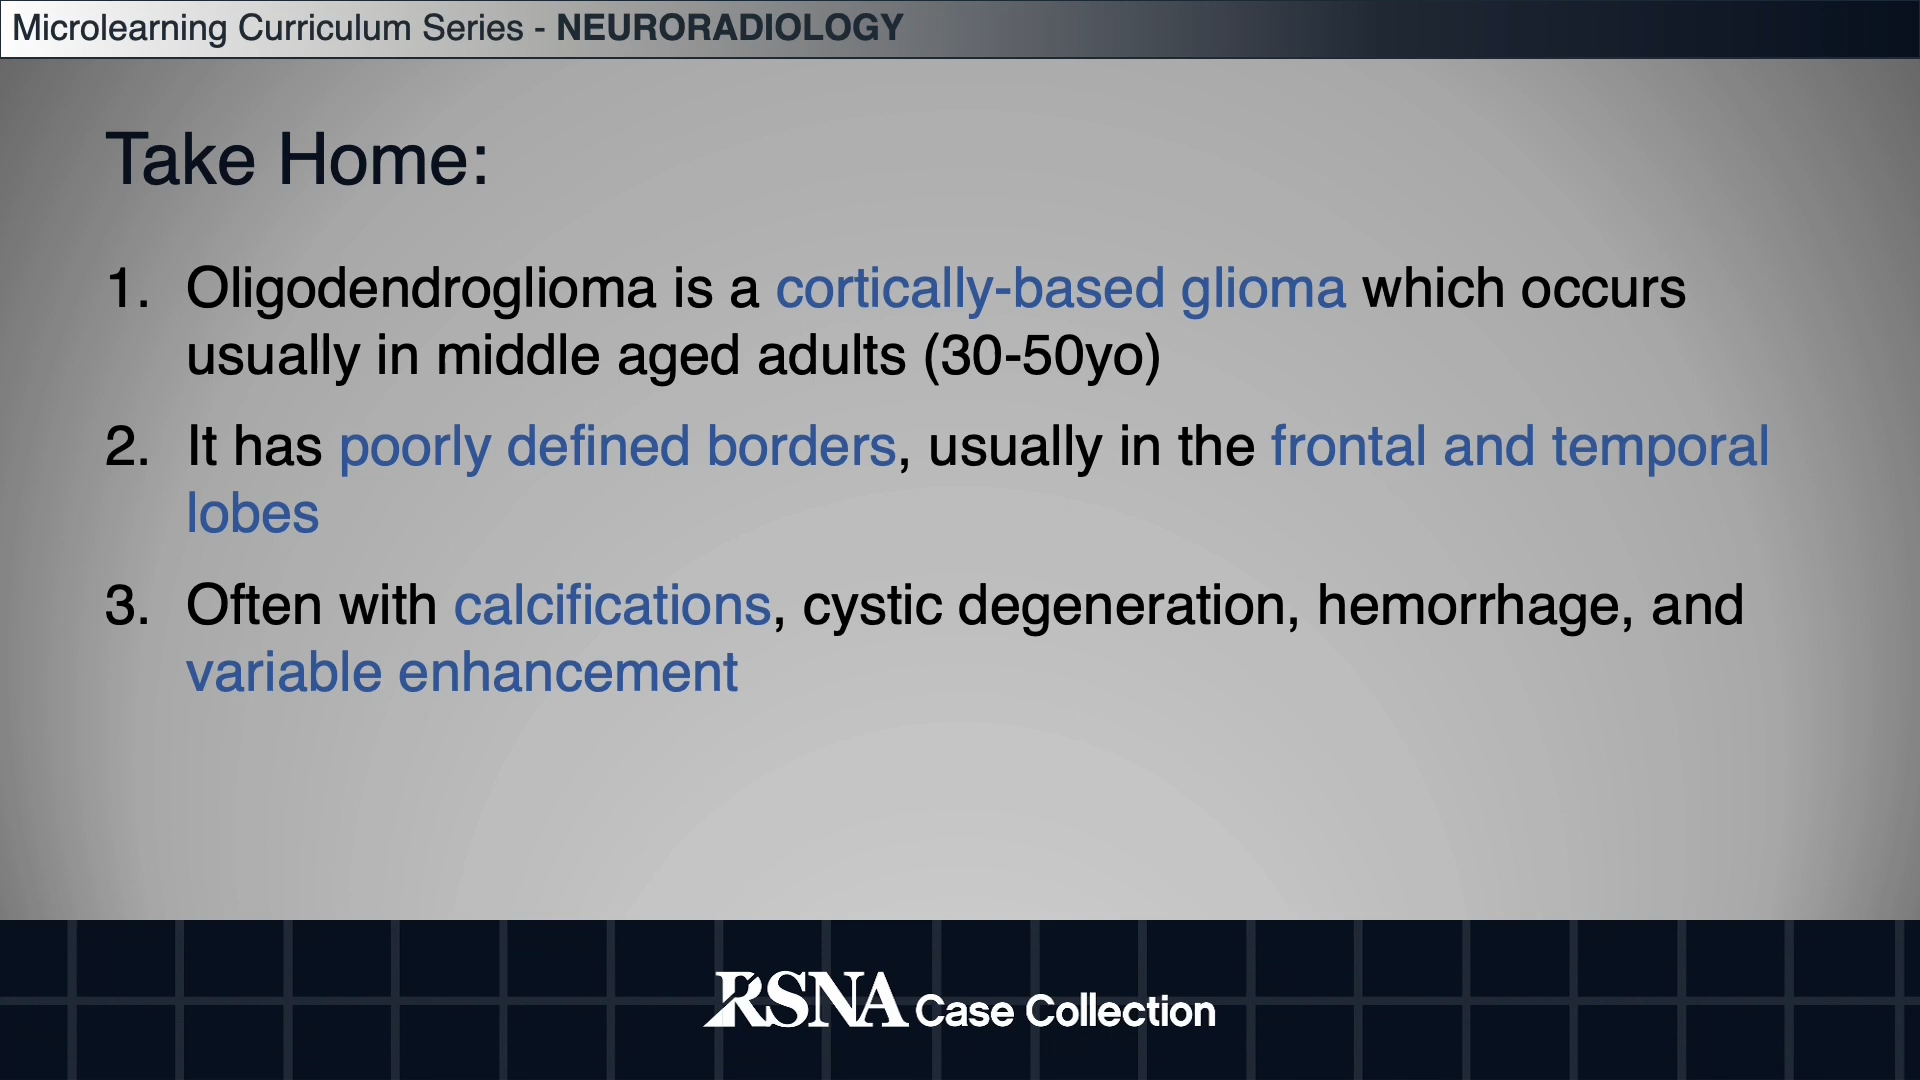 Microlearning Curriculum Series - NEURORADIOLOGY
Take Home:
1. Oligodendroglioma is a cortically-based glioma which occurs
usually in middle aged adults (30-50yo)
2. It has poorly defined borders, usually in the frontal and temporal
lobes
3. Often with calcifications, cystic degeneration, hemorrhage, and
variable enhancement
RSNA Case Collection